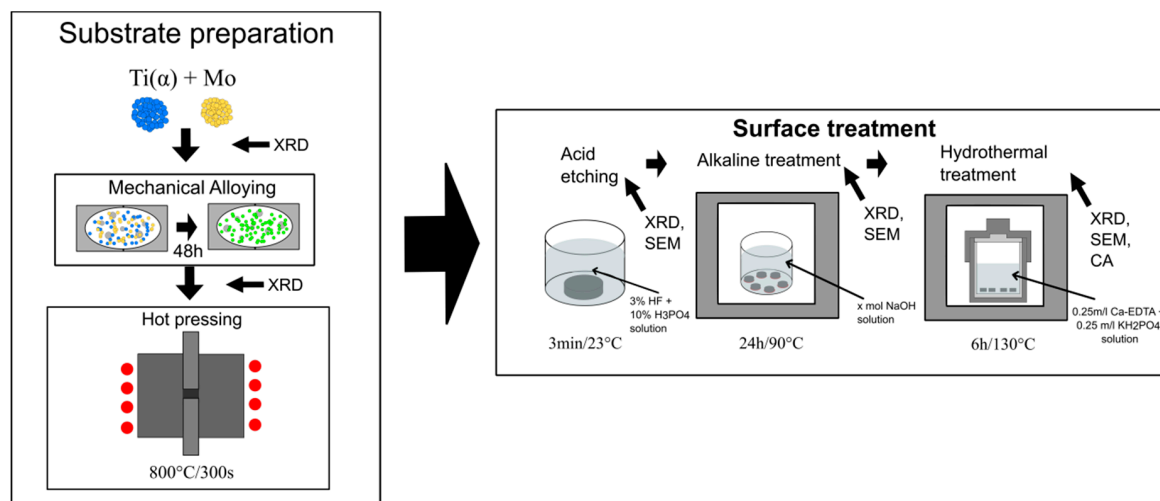 Substrate preparation
Ti(α) + Mo
XRD
Mechanical Alloying
48h
XRD
Hot pressing
800°C/300s
Surface treatment
Acid
etching
Alkaline treatment
Hydrothermal
treatment
XRD,
SEM
XRD,
SEM
XRD,
SEM,
CA
3% HF +
10% H3PO4
solution
x mol NaOH
solution
0.25m/l Ca-EDTA +
0.25 m/l KH2PO4
solution
3min/23°C
24h/90°C
6h/130°C